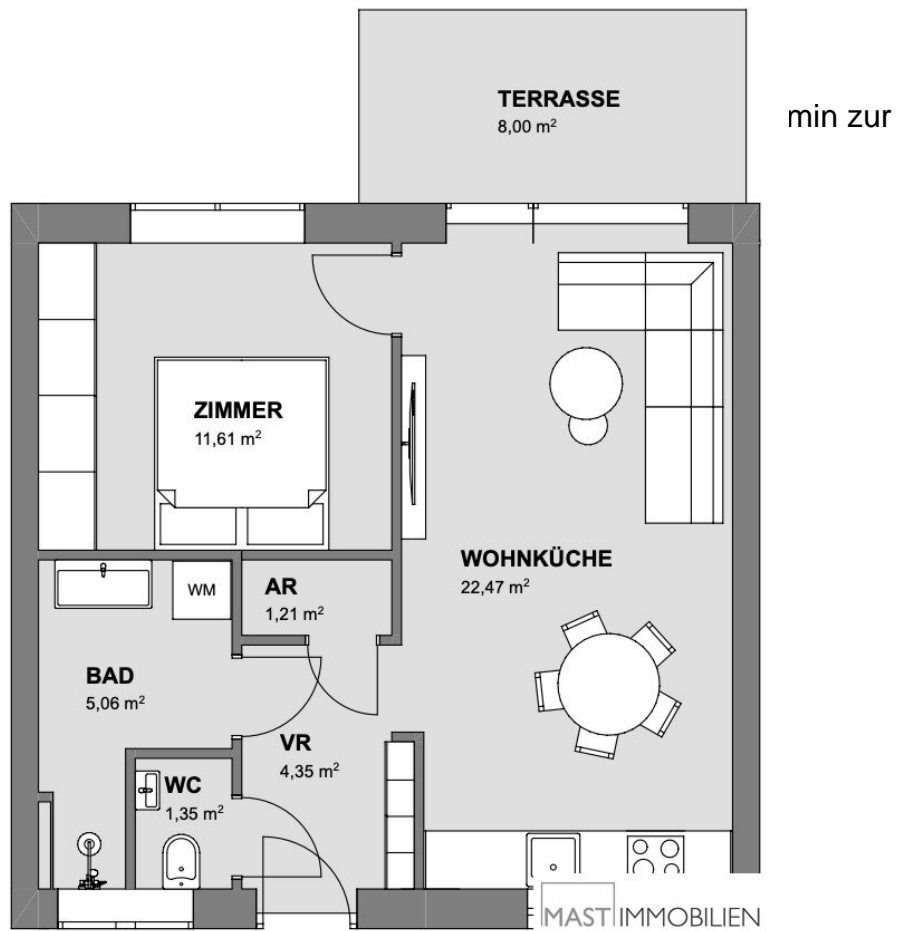 TERRASSE
8,00 m²
min zur
ZIMMER
11,61 m²
WOHNKÜCHE
22,47 m²
AR
1,21 m²
WM
BAD
5,06 m²
VR
4,35 m²
WC
1,35 m²
MAST IMMOBILIEN